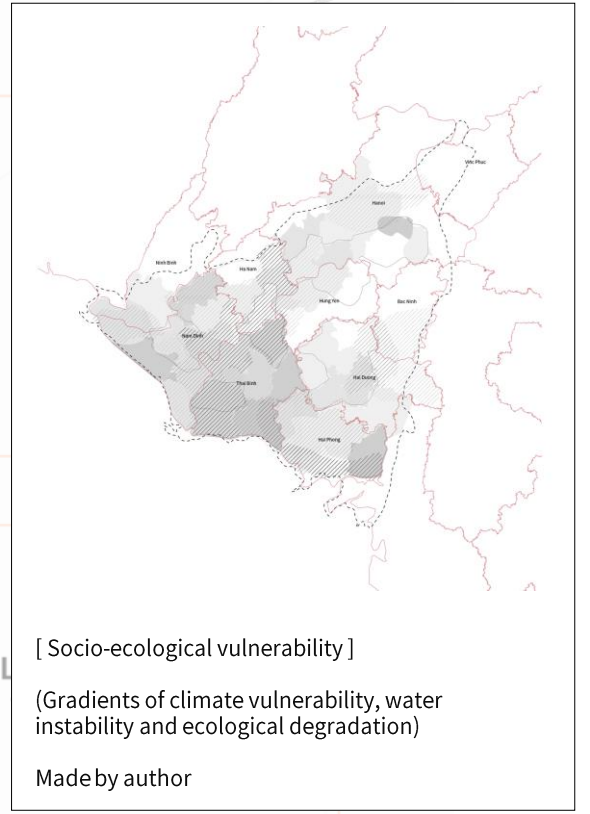 Vinh Phuc
Hanoi
Ninh Binh
Ha Nam
Hung Yen
Bac Ninh
Nam Dinh
Hai Duong
Thai Binh
Hai Phong
L
[ Socio-ecological vulnerability ]
(Gradients of climate vulnerability, water
instability and ecological degradation)
Made by author